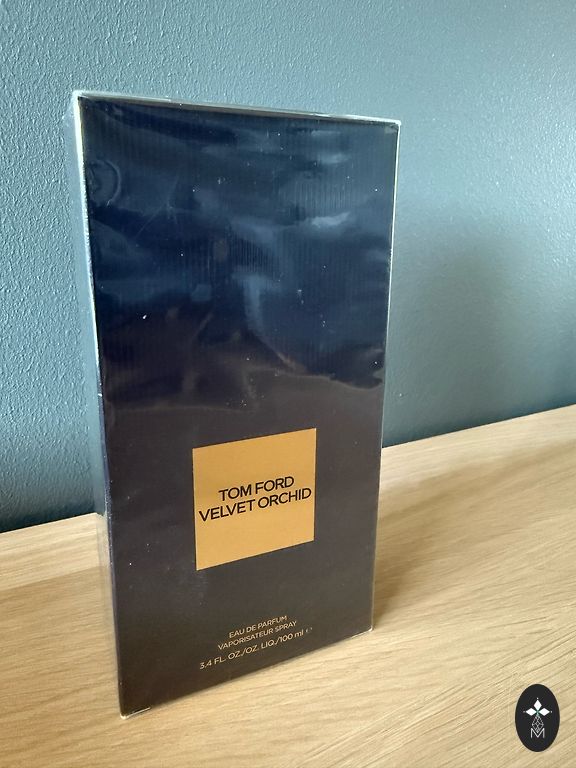 TOM FORD
VELVET ORCHID
EAU DE PARFUM
VAPORISATEUR SPRAY
3.4 FL. OZ./OZ. LIQ./100 ml ℮
M